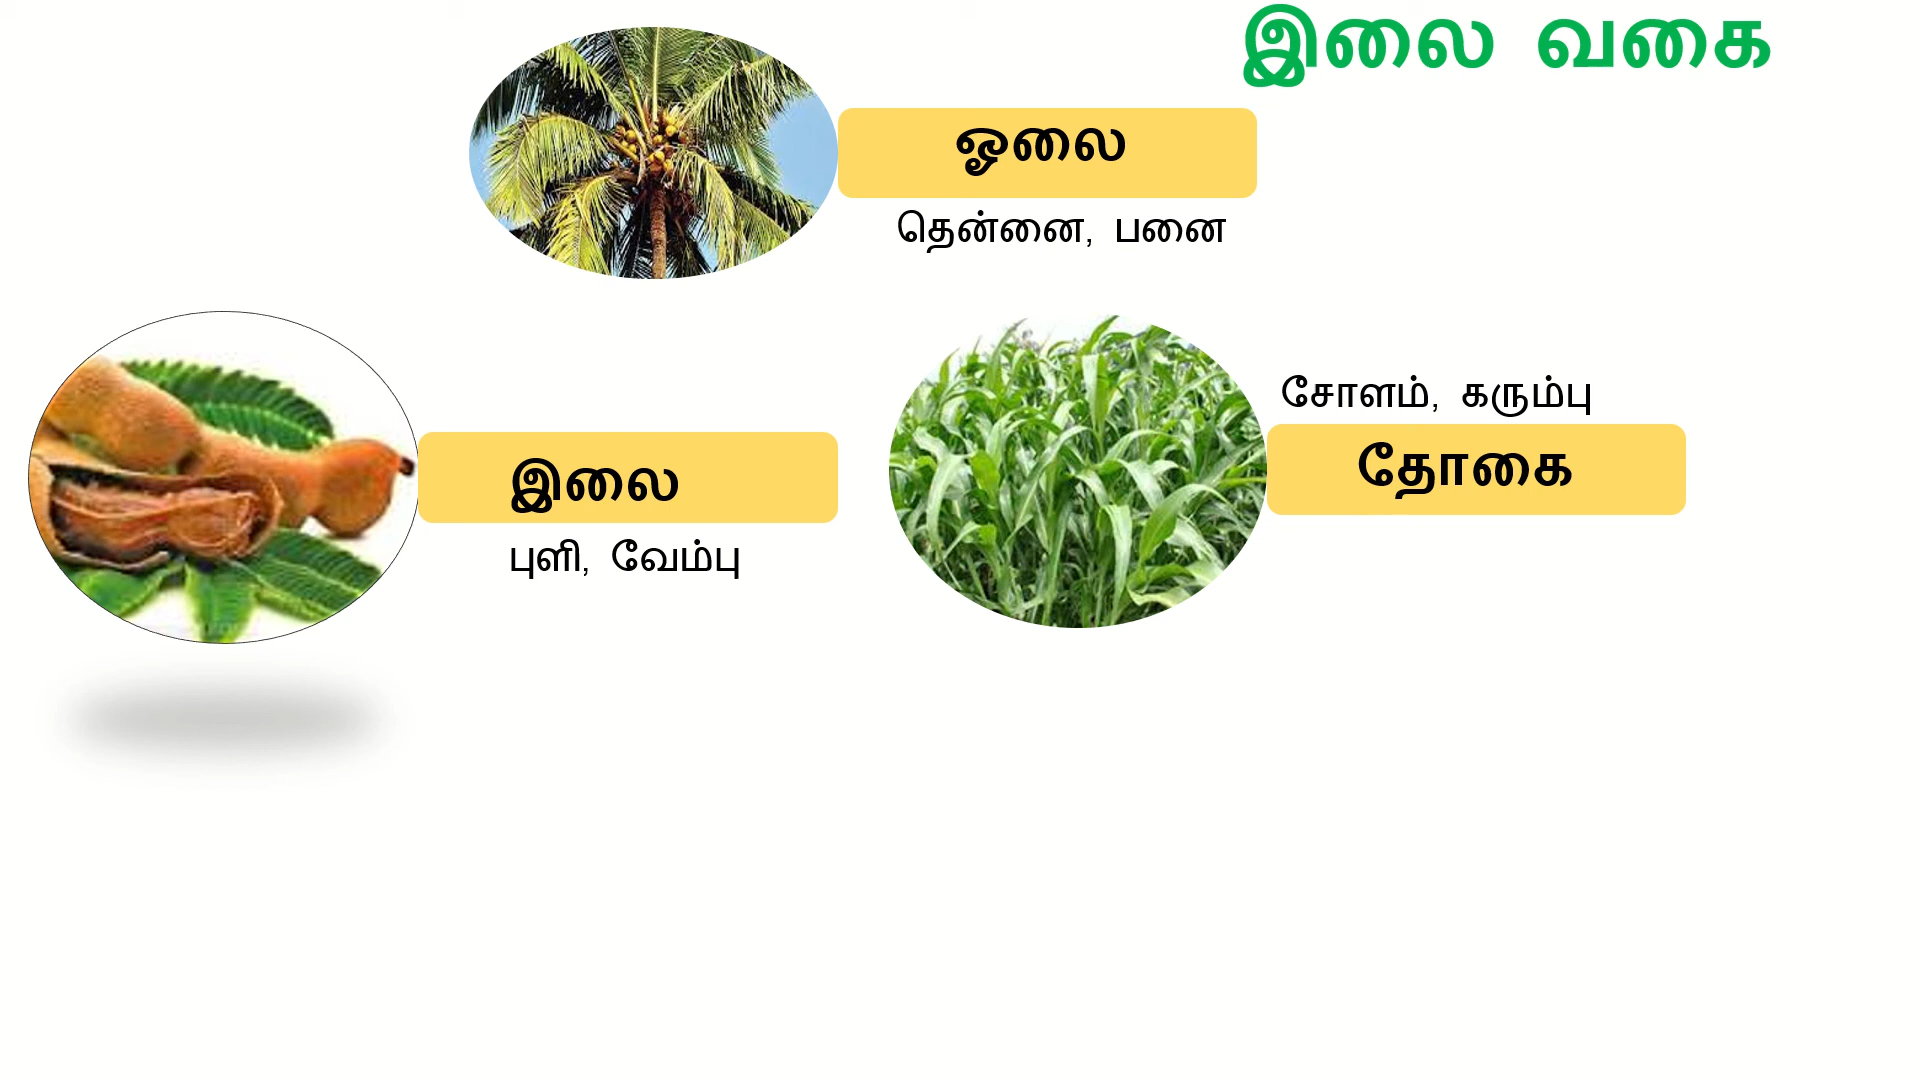 இலை வகை
ஓலை
தென்னை, பனை
இலை
புளி, வேம்பு
சோளம், கரும்பு
தோகை